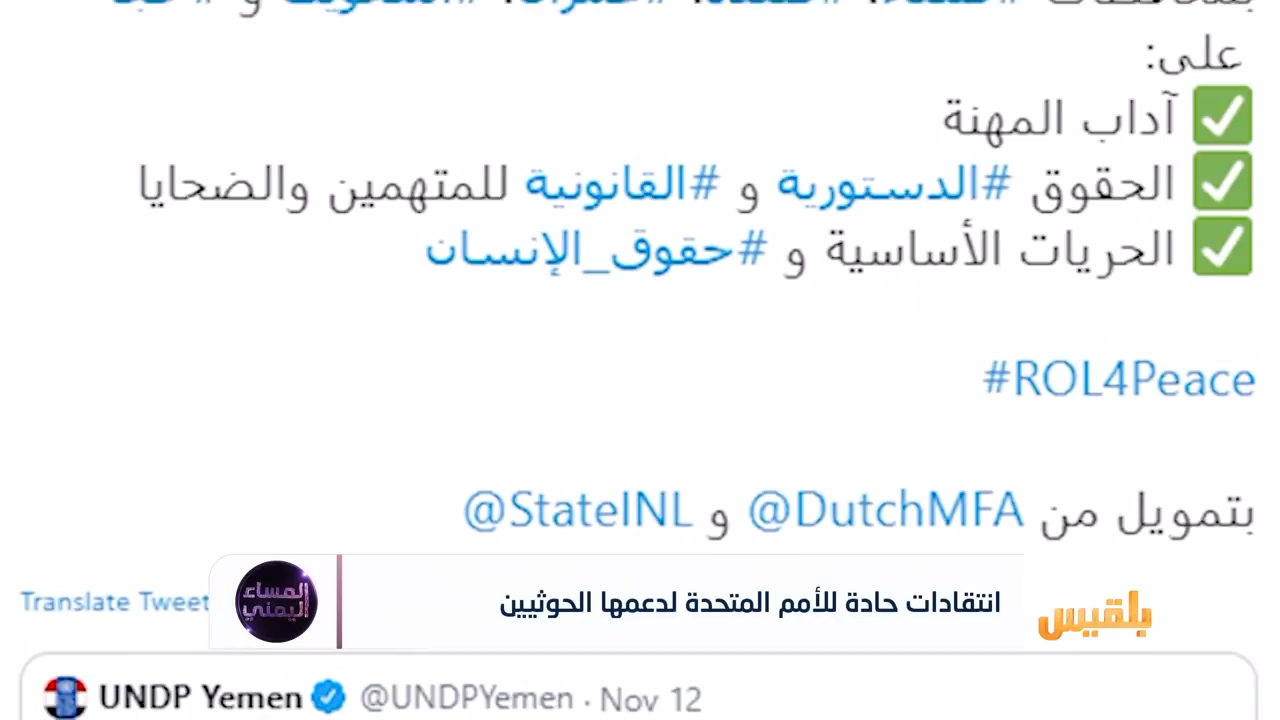 على:
آداب المهنة
الحقوق #الدستورية و #القانونية للمتهمين والضحايا
الحريات الأساسية و #حقوق_الإنسان
#ROL4Peace
بتمويل من @DutchMFA و @StateINL
Translate Tweet
المساء اليمني
انتقادات حادة للأمم المتحدة لدعمها الحوثيين
بلقيس
UNDP Yemen @UNDPYemen · Nov 12